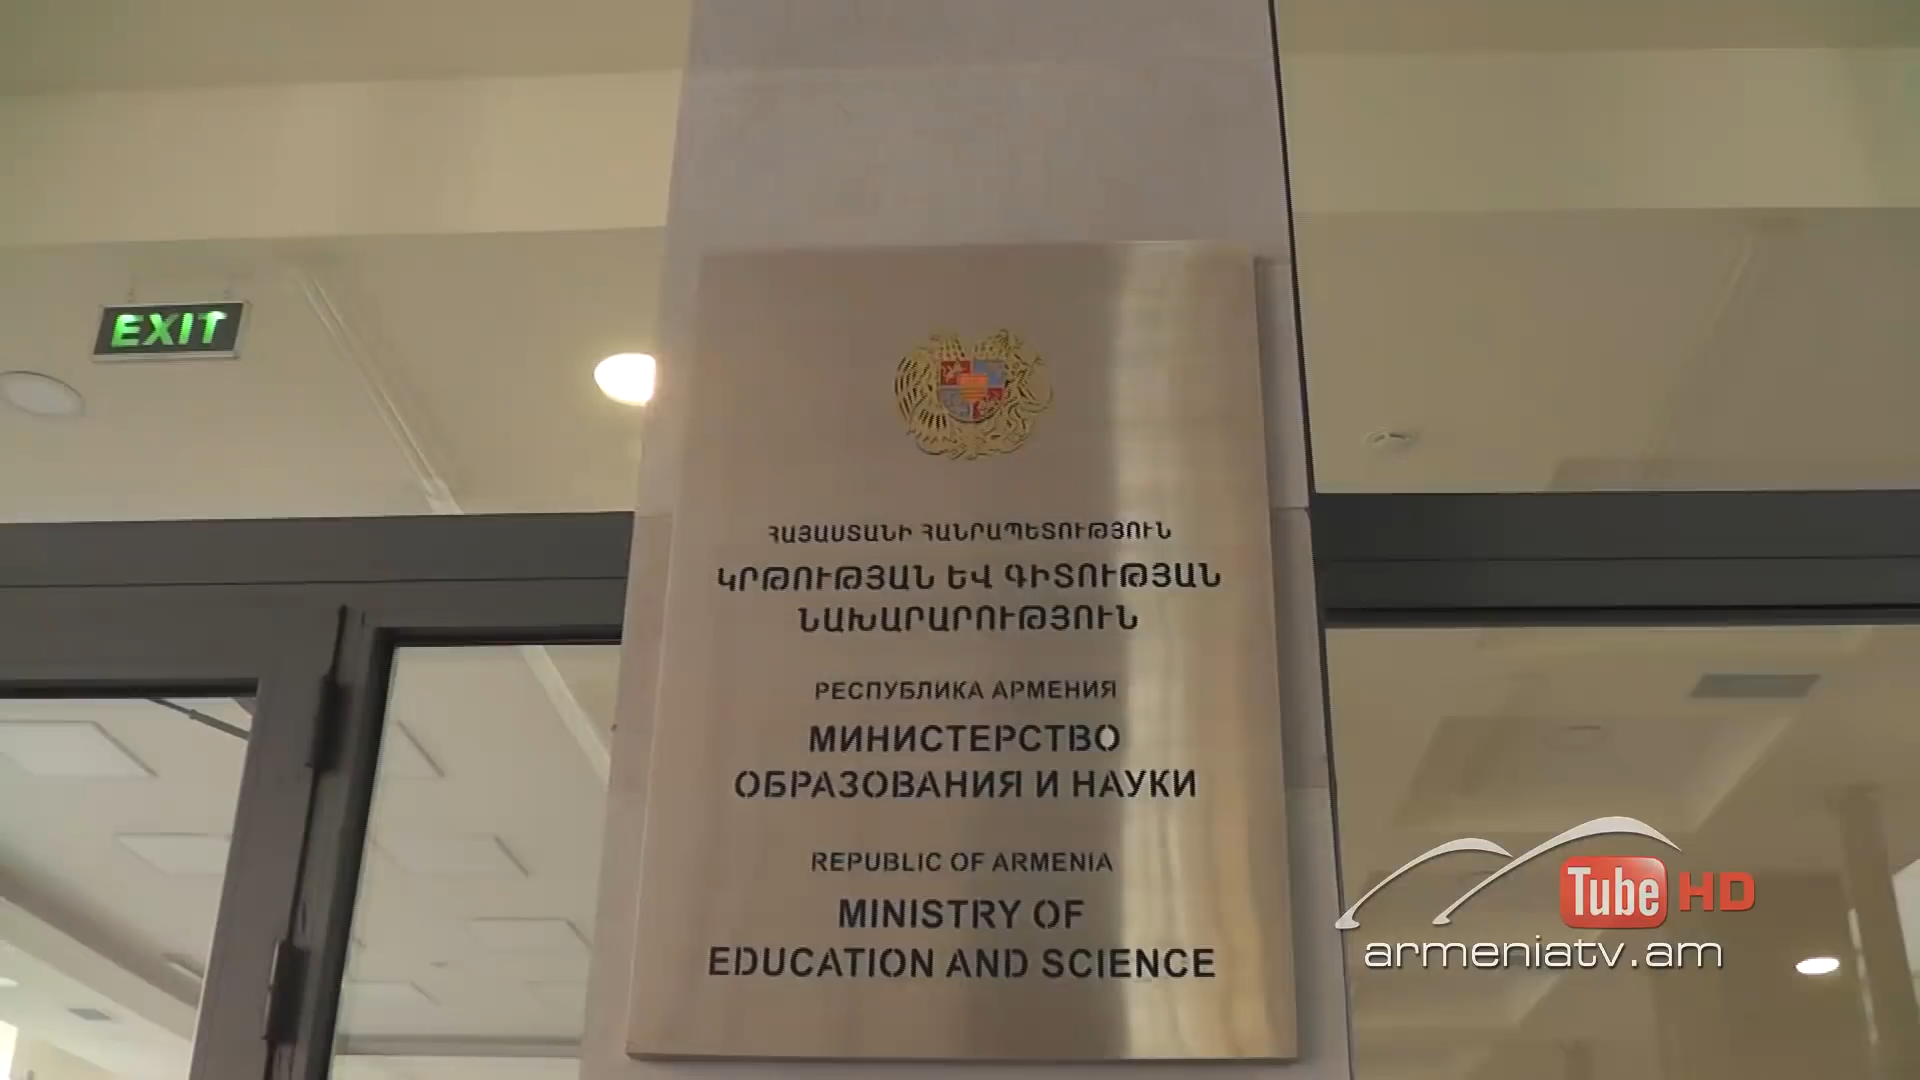 EXIT
ՀԱՅԱՍՏԱՆԻ ՀԱՆՐԱՊԵՏՈՒԹՅՈՒՆ
ԿՐԹՈՒԹՅԱՆ ԵՎ ԳԻՏՈՒԹՅԱՆ
ՆԱԽԱՐԱՐՈՒԹՅՈՒՆ
РЕСПУБЛИКА АРМЕНИЯ
МИНИСТЕРСТВО
ОБРАЗОВАНИЯ И НАУКИ
REPUBLIC OF ARMENIA
MINISTRY OF
EDUCATION AND SCIENCE
Tube HD
armeniatv.am